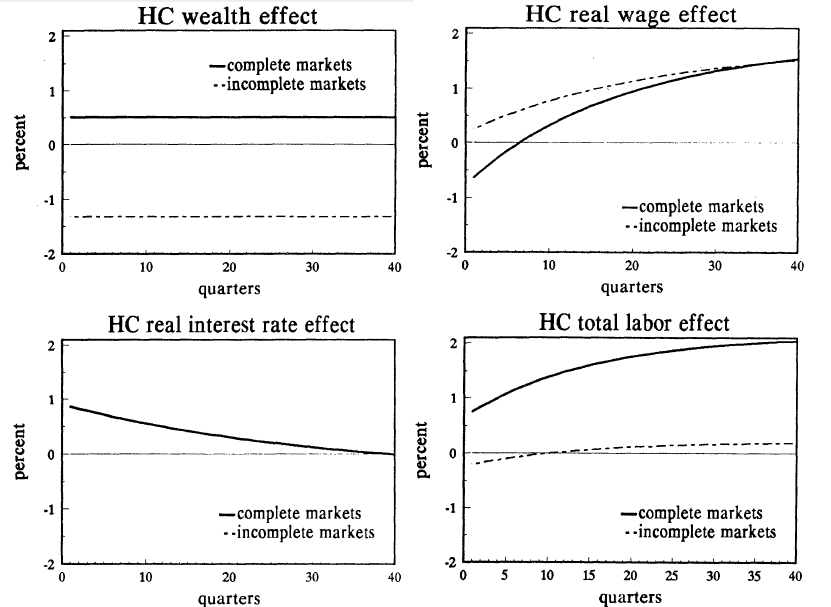 HC wealth effect
2
1
0
-1
-2
percent
complete markets
incomplete markets
0
10
20
30
40
quarters
HC real wage effect
2
1
0
-1
-2
percent
complete markets
incomplete markets
0
10
20
30
40
quarters
HC real interest rate effect
2
1
0
-1
-2
percent
complete markets
incomplete markets
0
10
20
30
40
quarters
HC total labor effect
2
1
0
-1
-2
percent
complete markets
incomplete markets
0
5
10
15
20
25
30
35
40
quarters